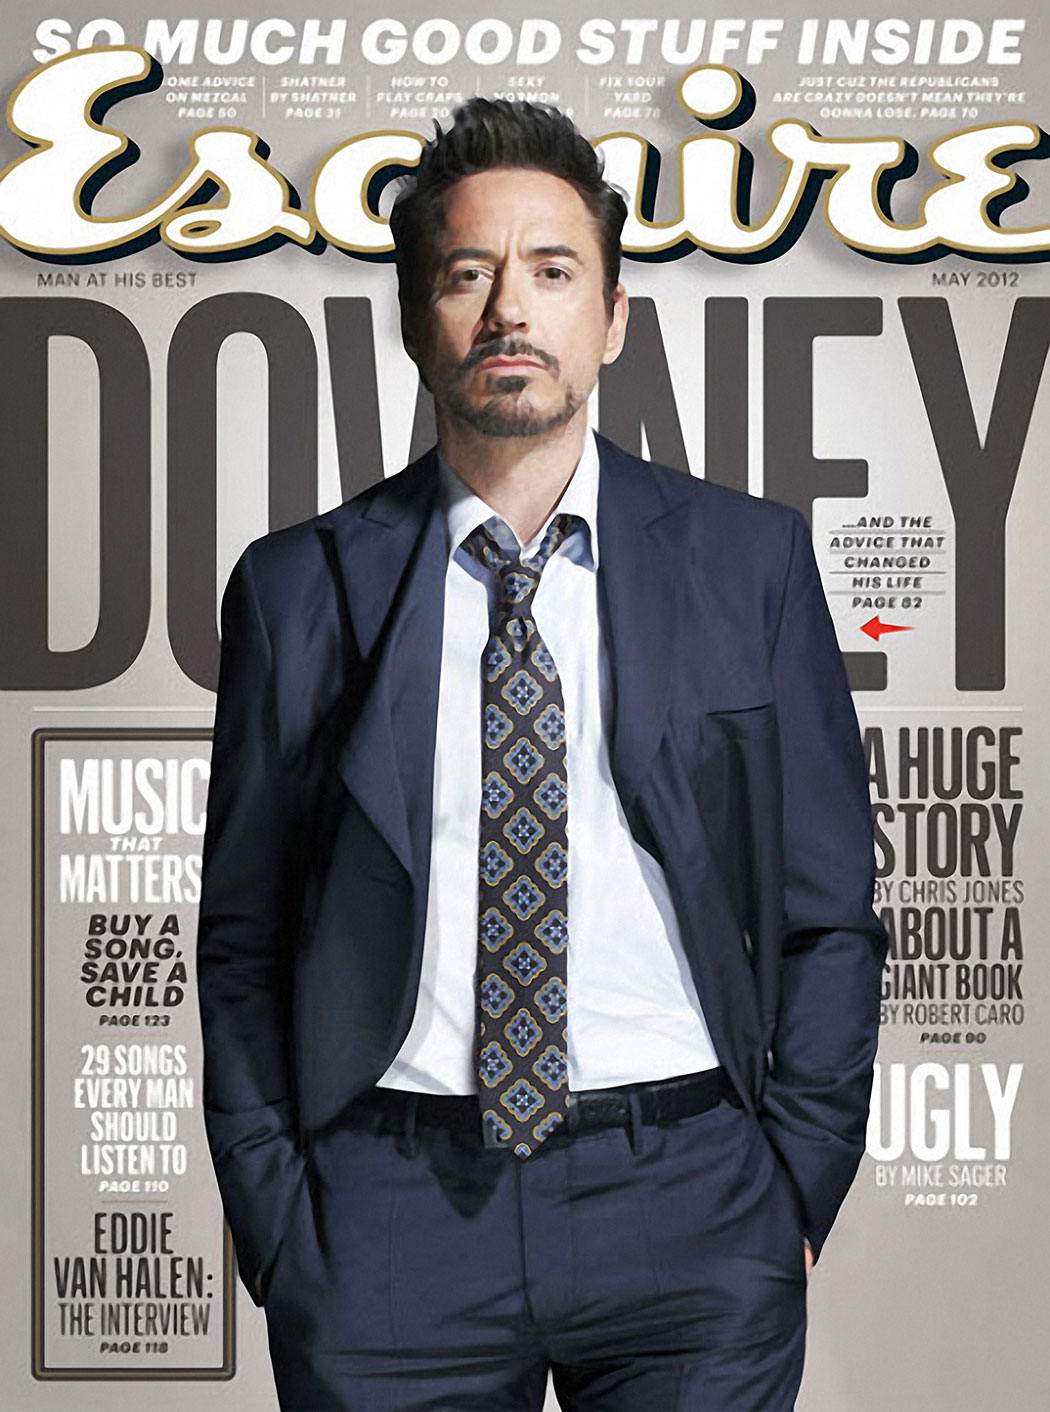 SO MUCH GOOD STUFF INSIDE
ONE ADVICE
ON MEZCAL
PAGE 50
SHATNER
BY SHATNER
PAGE 31
HOW TO
PLAY CRAPS
PAGE 20
SEXY
MORMON
FIX YOUR
YARD
PAGE
JUST CUZ THE REPUBLICANS
ARE CRAZY DOESN'T MEAN THEY'RE
GONNA LOSE. PAGE 70
Esquire
MAN AT HIS BEST
MAY 2012
DOWNEY
...AND THE
ADVICE THAT
CHANGED
HIS LIFE
PAGE 82
MUSIC
THAT
MATTERS
BUY A
SONG,
SAVE A
CHILD
PAGE 123
29 SONGS
EVERY MAN
SHOULD
LISTEN TO
PAGE 110
EDDIE
VAN HALEN:
THE INTERVIEW
PAGE 118
A HUGE
STORY
BY CHRIS JONES
ABOUT A
GIANT BOOK
BY ROBERT CARO
PAGE 90
UGLY
BY MIKE SAGER
PAGE 102